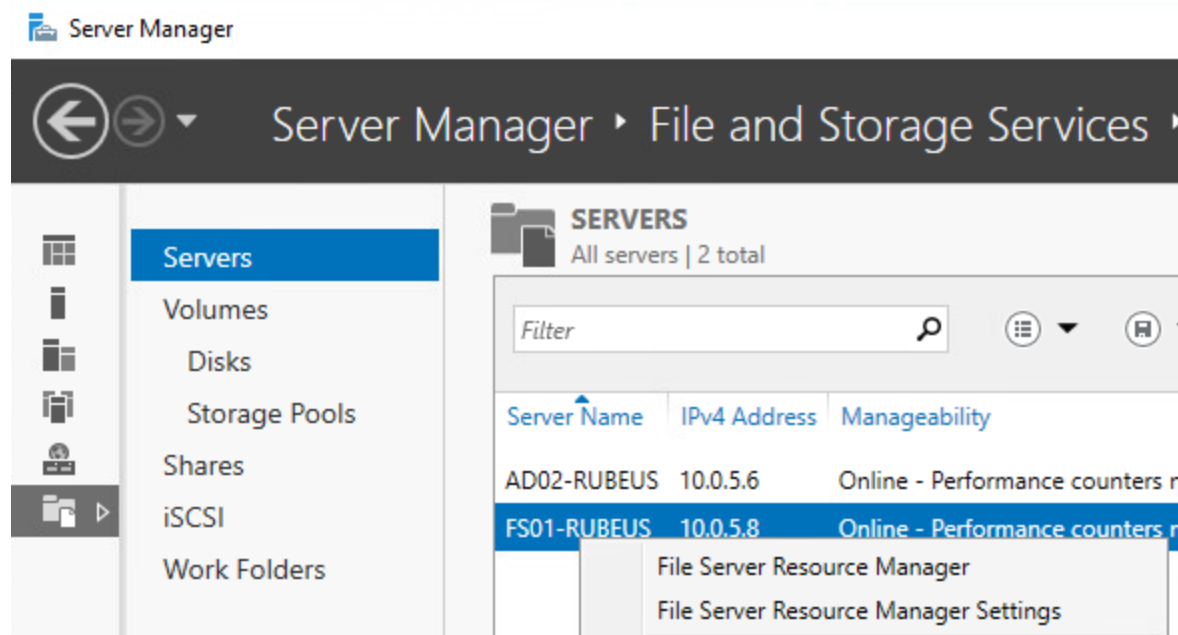 Server Manager
Server Manager File and Storage Services
Servers
Volumes
Disks
Storage Pools
Shares
iSCSI
Work Folders
SERVERS
All servers | 2 total
Filter
Server Name IPv4 Address Manageability
AD02-RUBEUS 10.0.5.6 Online - Performance counters
FS01-RUBEUS 10.0.5.8 Online - Performance counters
File Server Resource Manager
File Server Resource Manager Settings